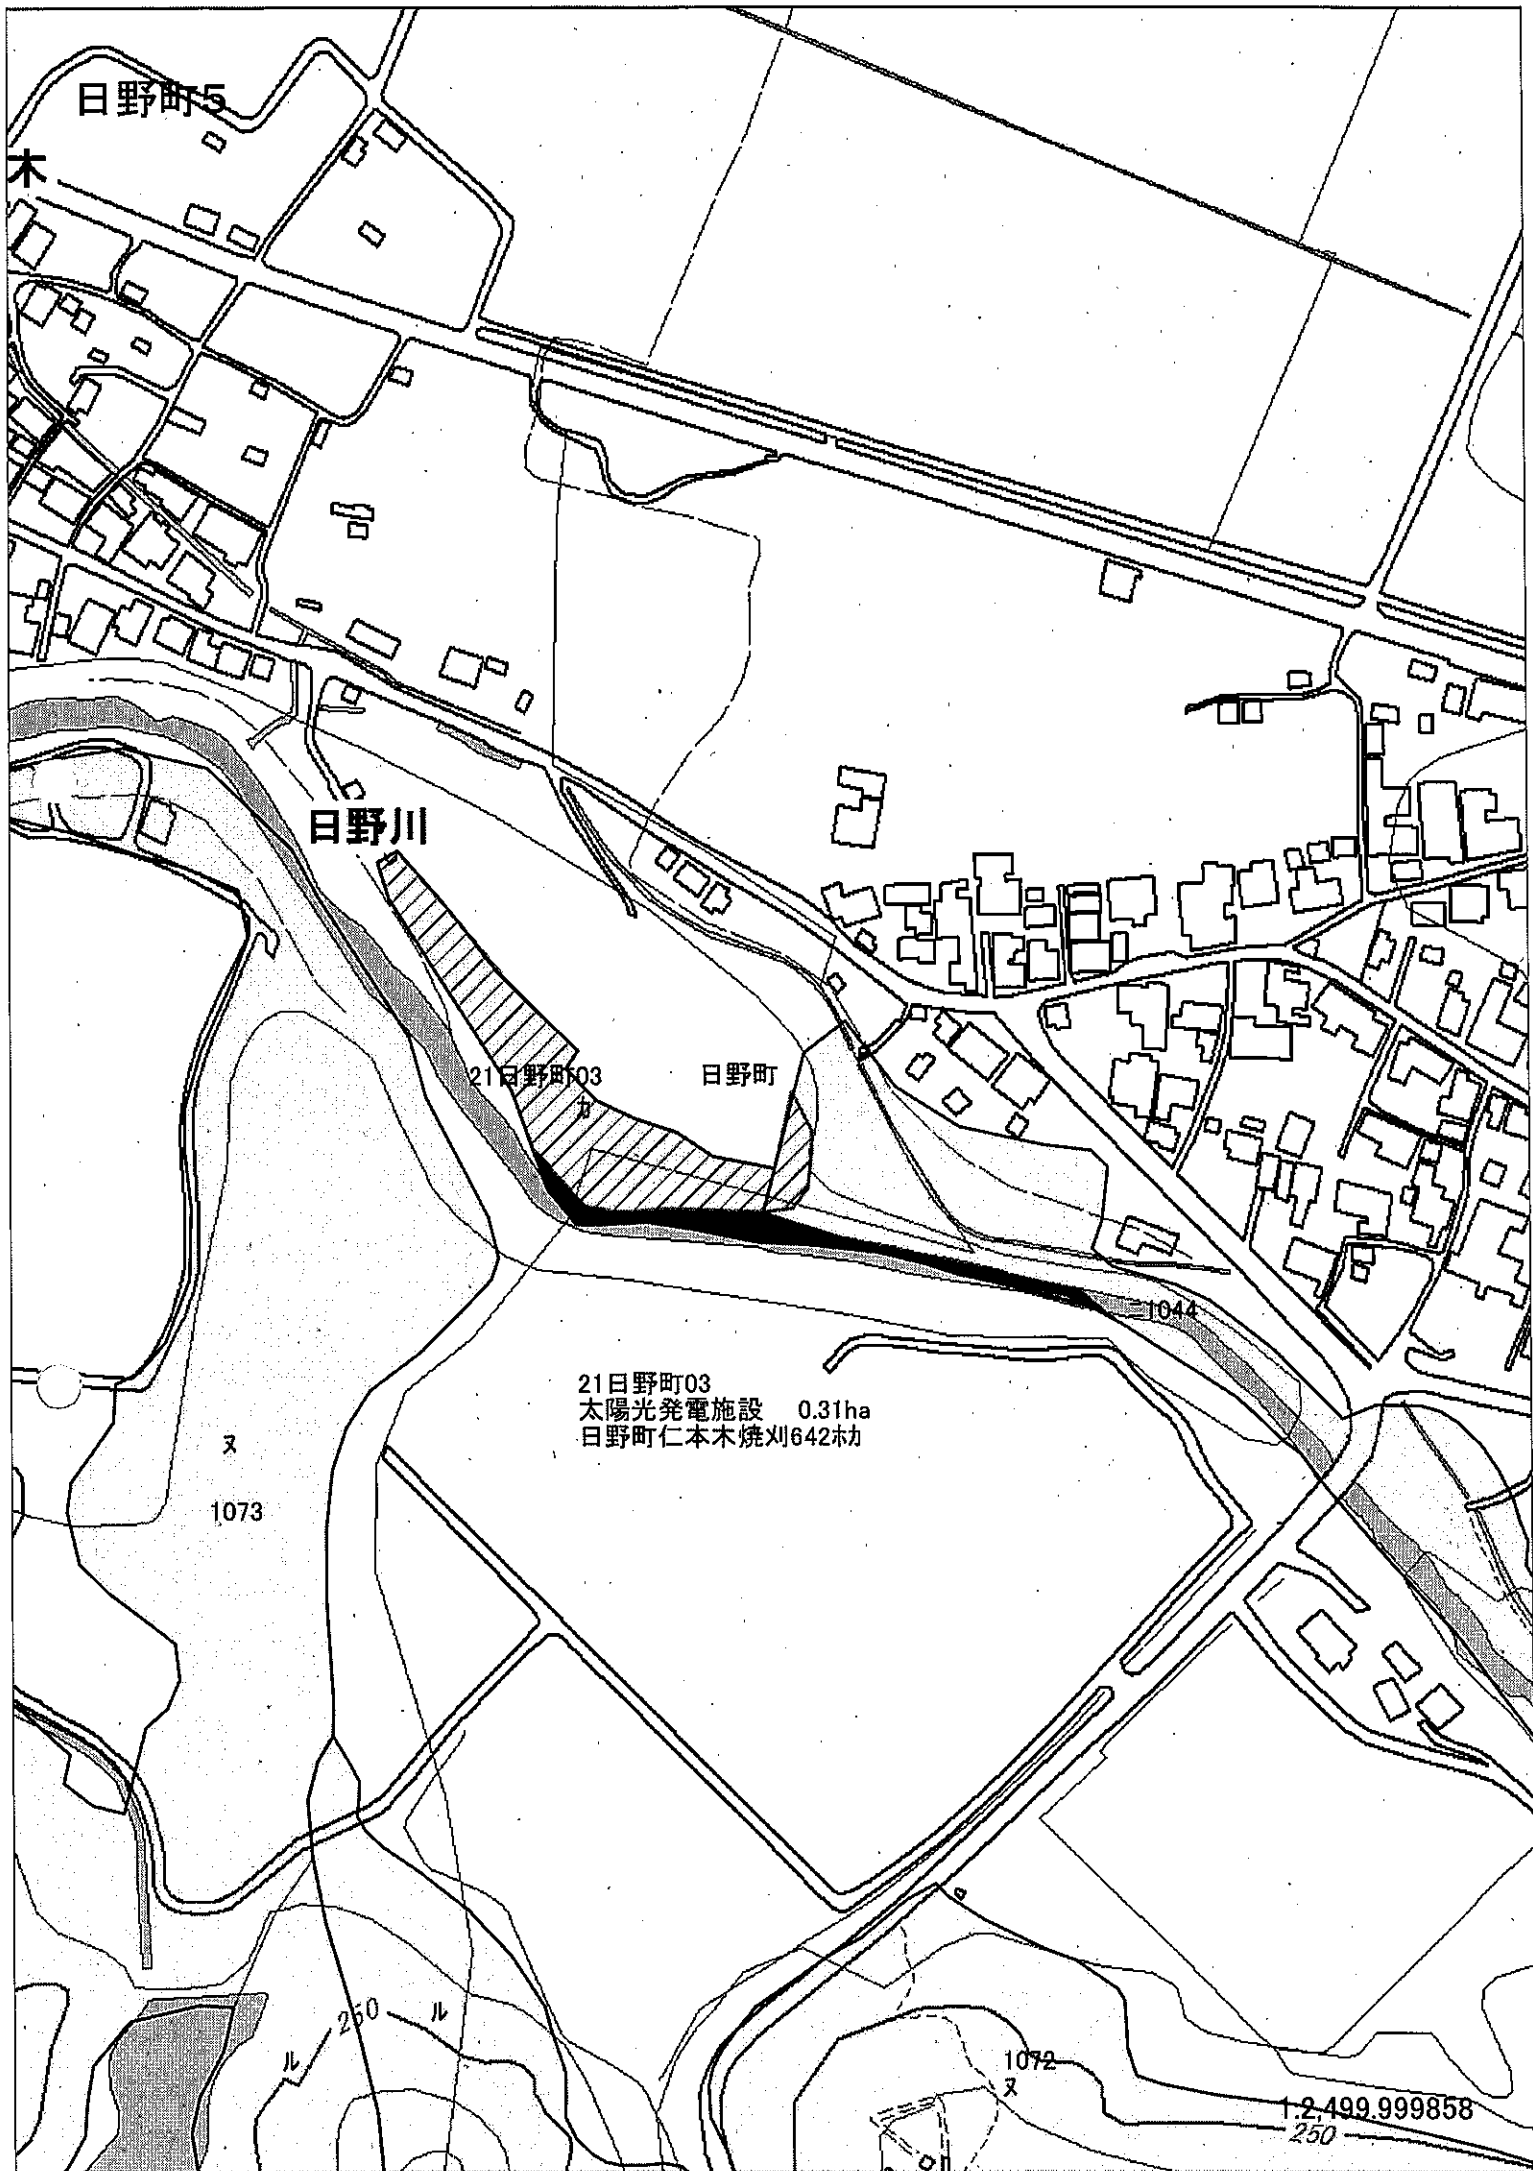 日野町5
木
日野川
21日野町03
カ
日野町
1044
21日野町03
太陽光発電施設 0.31ha
日野町仁本木焼刈642ホカ
ヌ
1073
250
ル
ル
1072
ヌ
1:2,499.999858
250